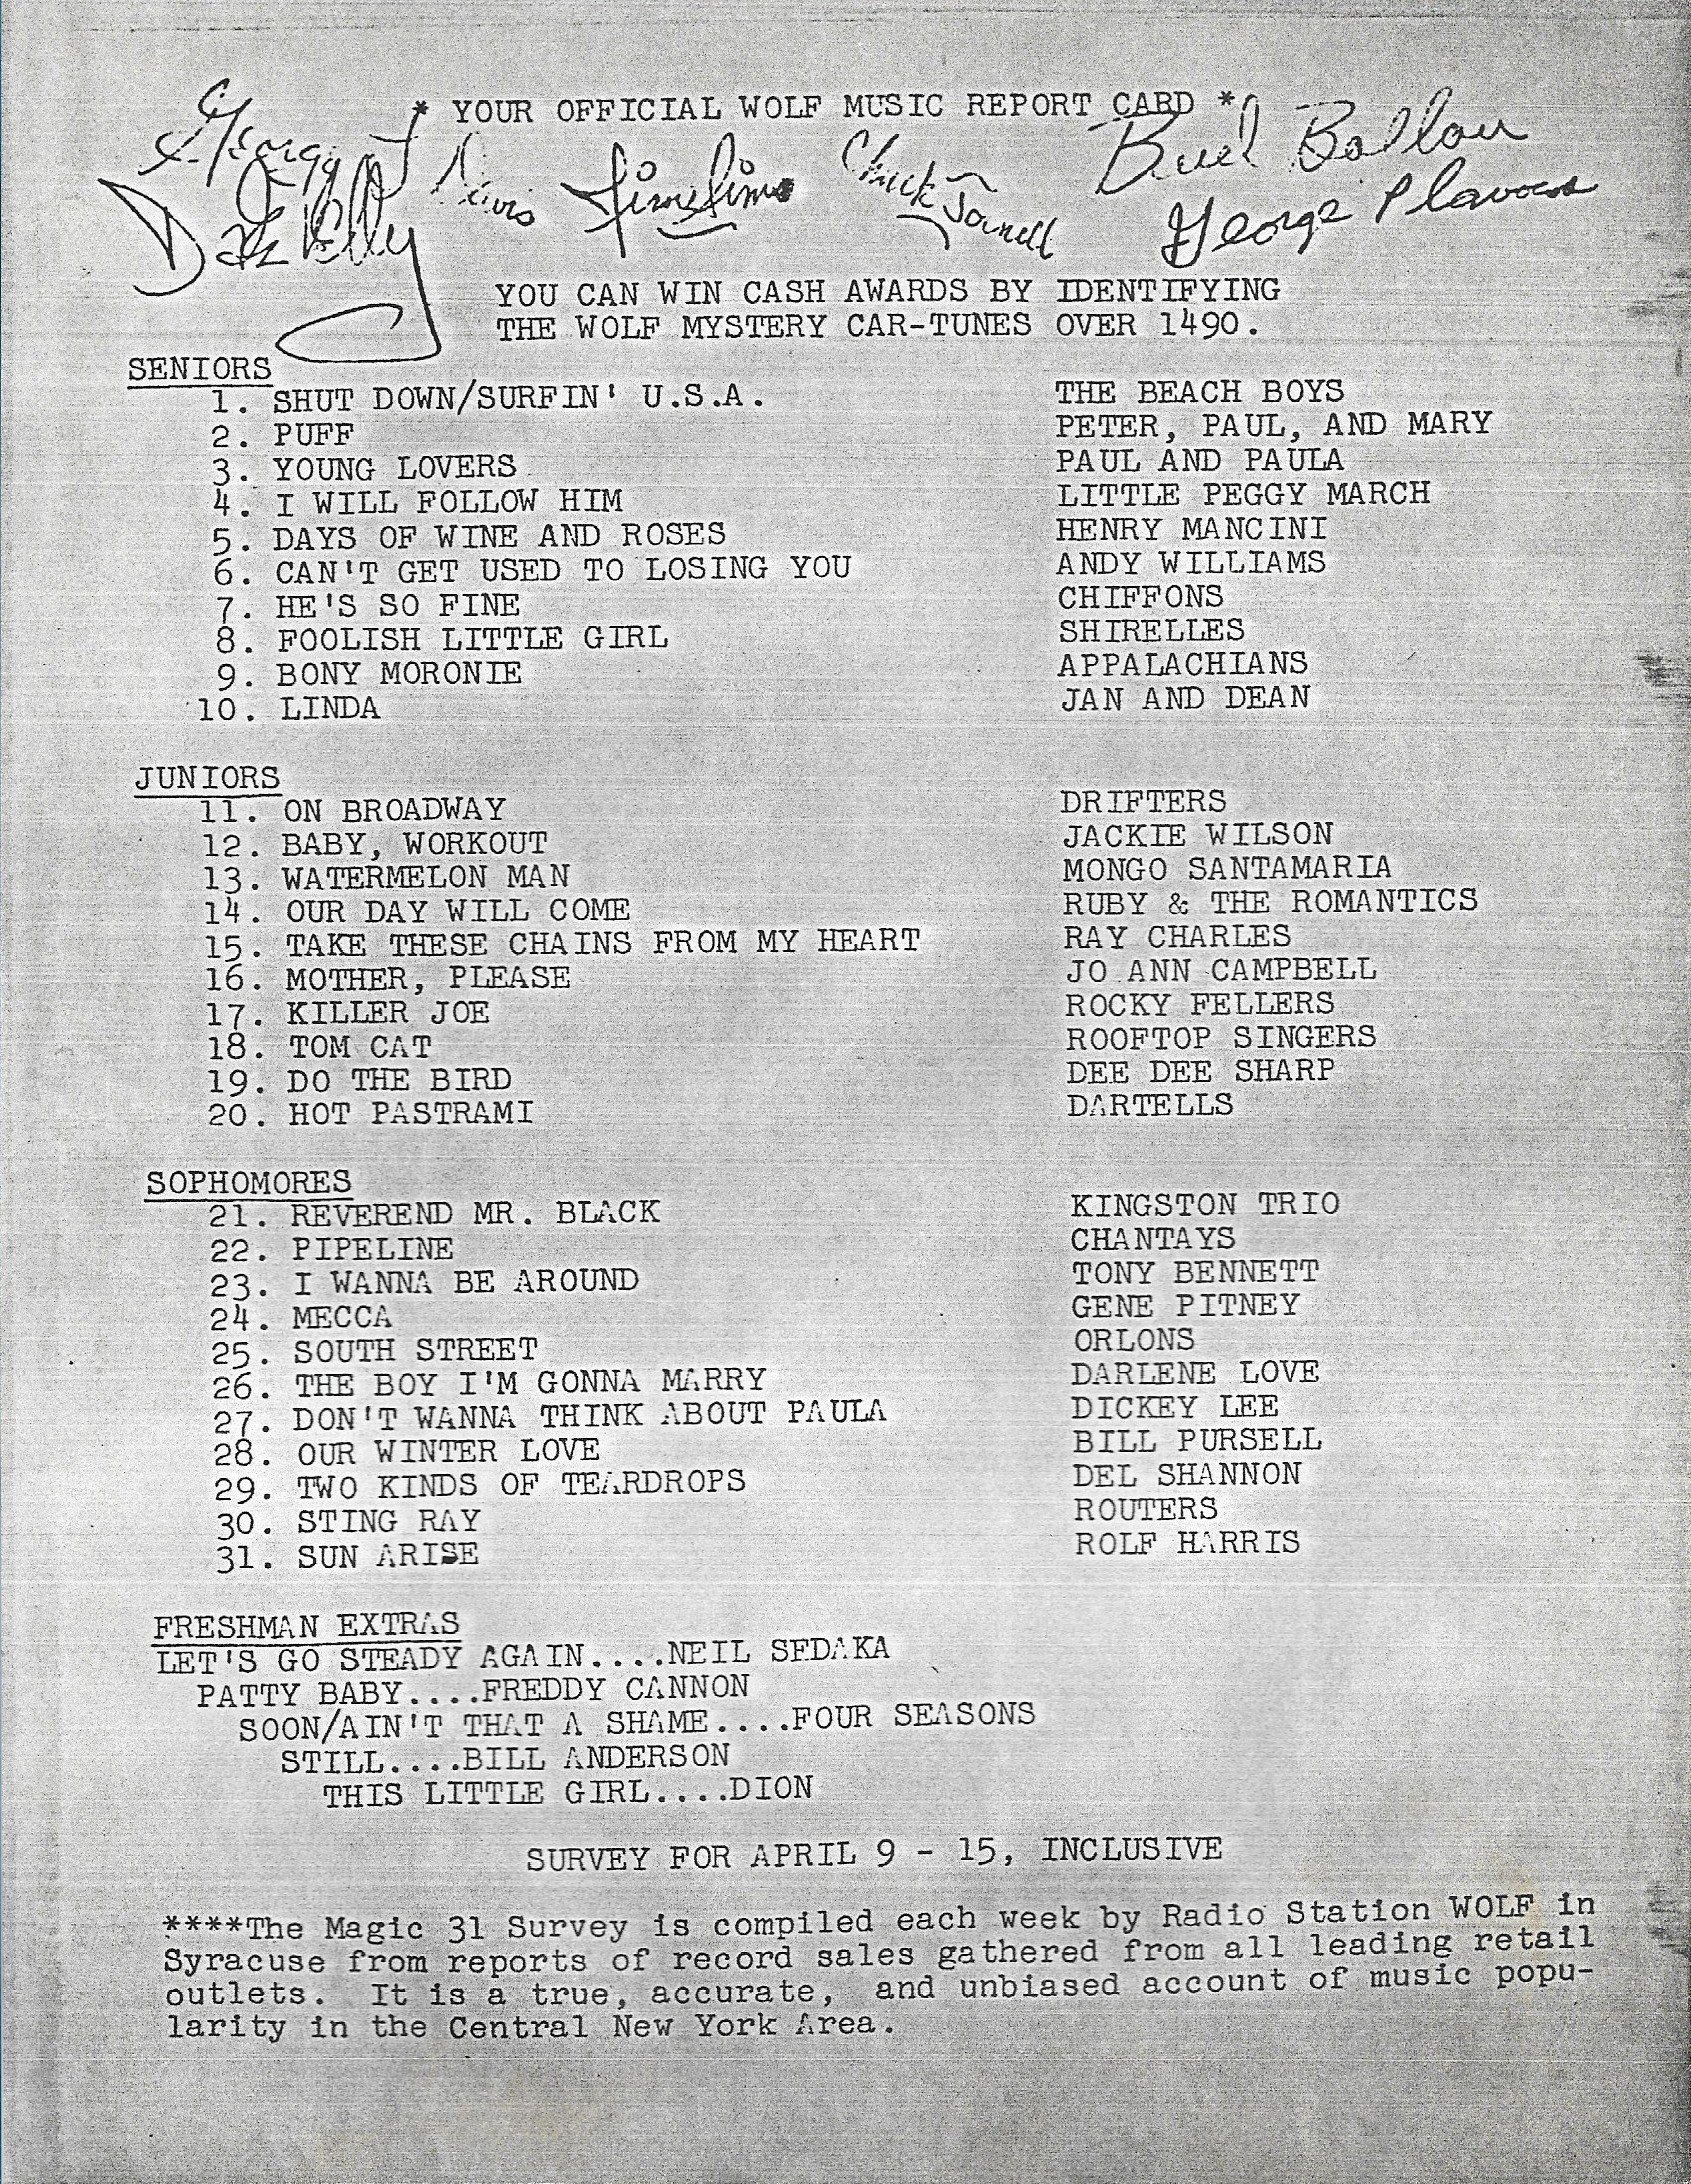 * YOUR OFFICIAL WOLF MUSIC REPORT CARD *
George J Davis Jim Sims Chuck Buel Ballou
George
YOU CAN WIN CASH AWARDS BY IDENTIFYING
THE WOLF MYSTERY CAR-TUNES OVER 1490.
SENIORS
1. SHUT DOWN/SURFIN' U.S.A. THE BEACH BOYS
2. PUFF PETER, PAUL, AND MARY
3. YOUNG LOVERS PAUL AND PAULA
4. I WILL FOLLOW HIM LITTLE PEGGY MARCH
5. DAYS OF WINE AND ROSES HENRY MANCINI
6. CAN'T GET USED TO LOSING YOU ANDY WILLIAMS
7. HE'S SO FINE CHIFFONS
8. FOOLISH LITTLE GIRL SHIRELLES
9. BONY MORONIE APPALACHIANS
10. LINDA JAN AND DEAN
JUNIORS
11. ON BROADWAY DRIFTERS
12. BABY, WORKOUT JACKIE WILSON
13. WATERMELON MAN MONGO SANTAMARIA
14. OUR DAY WILL COME RUBY & THE ROMANTICS
15. TAKE THESE CHAINS FROM MY HEART RAY CHARLES
16. MOTHER, PLEASE JO ANN CAMPBELL
17. KILLER JOE ROCKY FELLERS
18. TOM CAT ROOFTOP SINGERS
19. DO THE BIRD DEE DEE SHARP
20. HOT PASTRAMI DARTELLS
SOPHOMORES
21. REVEREND MR. BLACK KINGSTON TRIO
22. PIPELINE CHANTAYS
23. I WANNA BE AROUND TONY BENNETT
24. MECCA GENE PITNEY
25. SOUTH STREET ORLONS
26. THE BOY I'M GONNA MARRY DARLENE LOVE
27. DON'T WANNA THINK ABOUT PAULA DICKEY LEE
28. OUR WINTER LOVE BILL PURSELL
29. TWO KINDS OF TEARDROPS DEL SHANNON
30. STING RAY ROUTERS
31. SUN ARISE ROLF HARRIS
FRESHMAN EXTRAS
LET'S GO STEADY AGAIN....NEIL SEDAKA
PATTY BABY....FREDDY CANNON
SOON/AIN'T THAT A SHAME....FOUR SEASONS
STILL....BILL ANDERSON
THIS LITTLE GIRL....DION
SURVEY FOR APRIL 9 - 15, INCLUSIVE
****The Magic 31 Survey is compiled each week by Radio Station WOLF in
Syracuse from reports of record sales gathered from all leading retail
outlets. It is a true, accurate, and unbiased account of music popu-
larity in the Central New York Area.